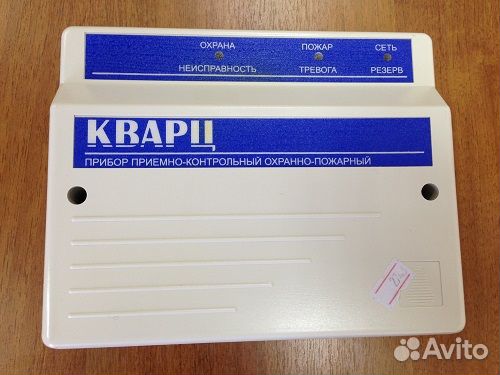 ОХРАНА ПОЖАР СЕТЬ
НЕИСПРАВНОСТЬ ТРЕВОГА РЕЗЕРВ
КВАРЦ
ПРИБОР ПРИЕМНО-КОНТРОЛЬНЫЙ ОХРАННО-ПОЖАРНЫЙ
Avito